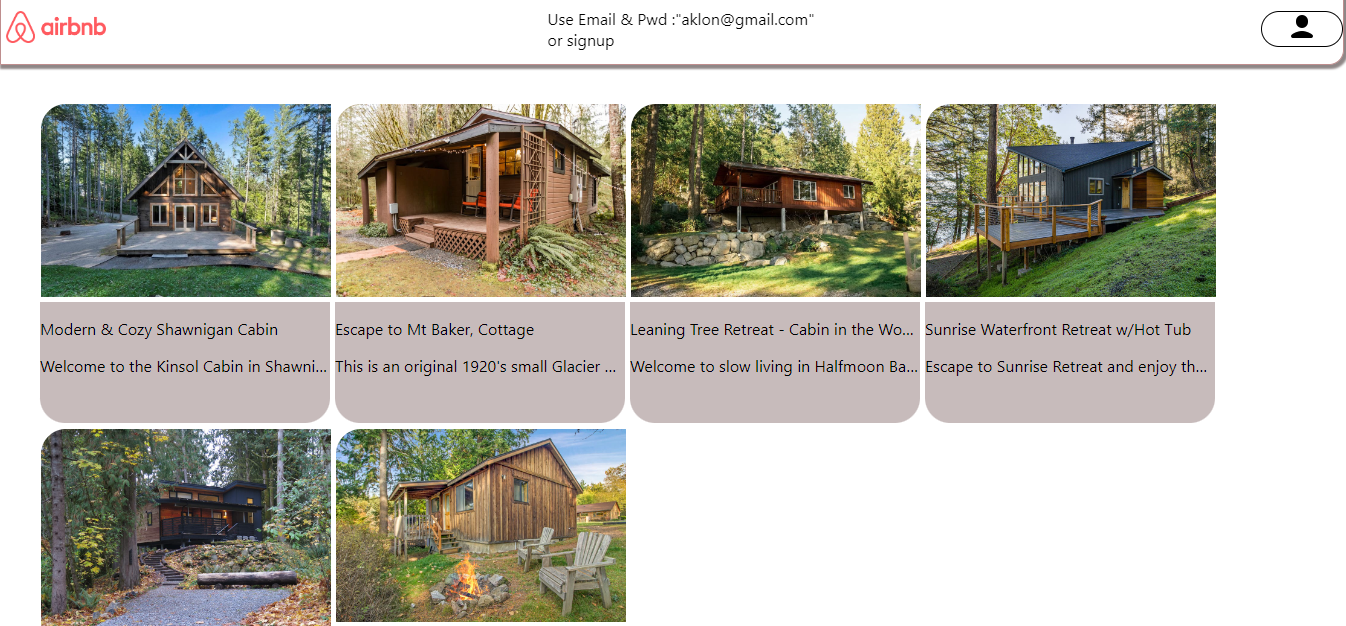 airbnb
Use Email & Pwd :"aklon@gmail.com"
or signup
Modern & Cozy Shawnigan Cabin
Escape to Mt Baker, Cottage
Leaning Tree Retreat - Cabin in the Wo...
Sunrise Waterfront Retreat w/Hot Tub
Welcome to the Kinsol Cabin in Shawni...
This is an original 1920's small Glacier ...
Welcome to slow living in Halfmoon Ba...
Escape to Sunrise Retreat and enjoy th...